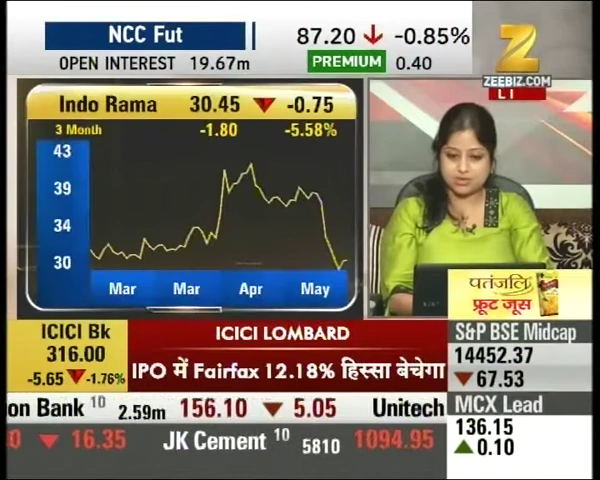 NCC Fut
87.20 -0.85%
OPEN INTEREST 19.67m
PREMIUM 0.40
Z
ZEEBIZ.COM
Indo Rama 30.45 -0.75
3 Month -1.80 -5.58%
43
39
34
30
Mar Mar Apr May
पतंजलि
फ्रूट जूस
ICICI Bk
316.00
-5.65 -1.76%
ICICI LOMBARD
IPO में Fairfax 12.18% हिस्सा बेचेगा
S&P BSE Midcap
14452.37
67.53
on Bank 10 2.59m 156.10 5.05 Unitech
MCX Lead
136.15
0.10
0 16.35 JK Cement 10 5810 1094.95